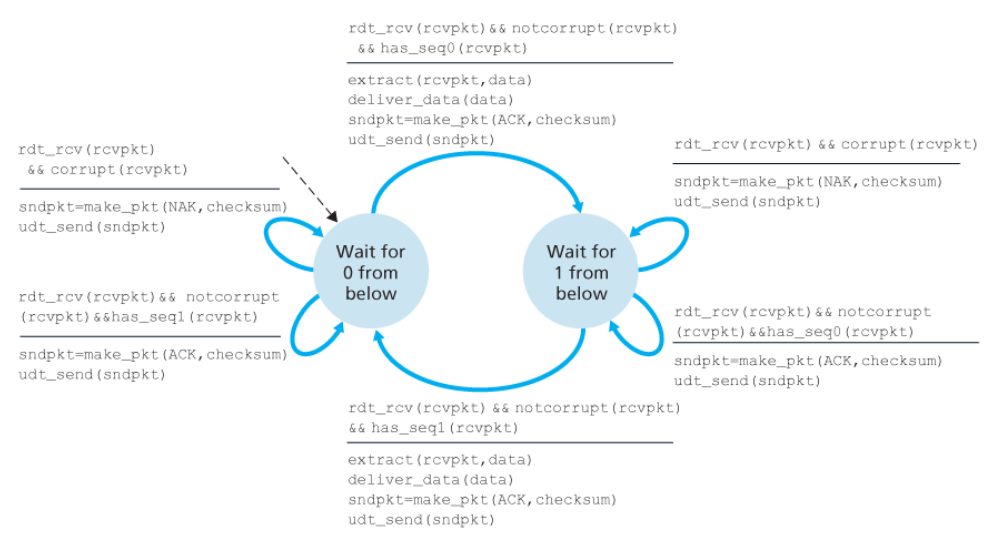 rdt_rcv(rcvpkt)&& notcorrupt(rcvpkt)
&& has_seq0(rcvpkt)
extract(rcvpkt,data)
deliver_data(data)
sndpkt=make_pkt(ACK,checksum)
udt_send(sndpkt)
rdt_rcv(rcvpkt)
&& corrupt(rcvpkt)
sndpkt=make_pkt(NAK,checksum)
udt_send(sndpkt)
rdt_rcv(rcvpkt) && corrupt(rcvpkt)
sndpkt=make_pkt(NAK,checksum)
udt_send(sndpkt)
Wait for
0 from
below
Wait for
1 from
below
rdt_rcv(rcvpkt)&& notcorrupt
(rcvpkt)&&has_seq1(rcvpkt)
sndpkt=make_pkt(ACK,checksum)
udt_send(sndpkt)
rdt_rcv(rcvpkt)&& notcorrupt
(rcvpkt)&&has_seq0(rcvpkt)
sndpkt=make_pkt(ACK,checksum)
udt_send(sndpkt)
rdt_rcv(rcvpkt) && notcorrupt(rcvpkt)
&& has_seq1(rcvpkt)
extract(rcvpkt,data)
deliver_data(data)
sndpkt=make_pkt(ACK,checksum)
udt_send(sndpkt)